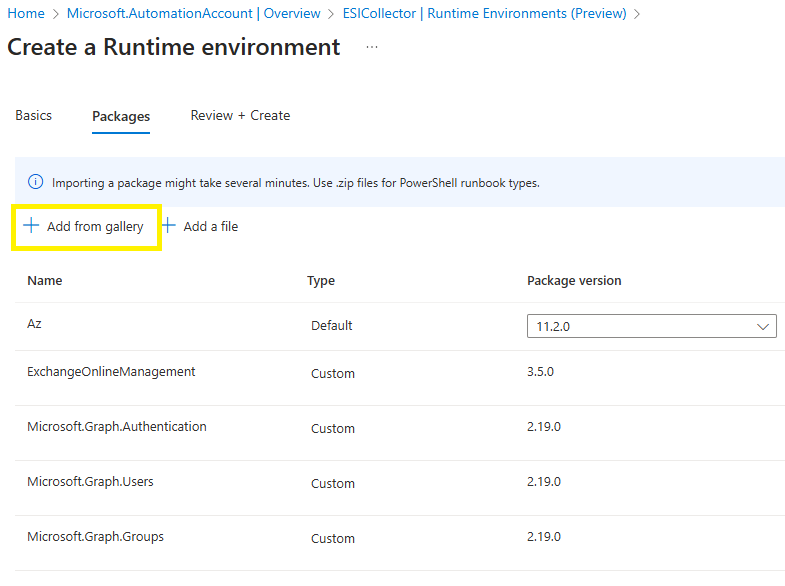 Home > Microsoft.AutomationAccount | Overview > ESICollector | Runtime Environments (Preview) >
Create a Runtime environment ...
Basics Packages Review + Create
Importing a package might take several minutes. Use .zip files for PowerShell runbook types.
+ Add from gallery + Add a file
Name Type Package version
Az Default 11.2.0
ExchangeOnlineManagement Custom 3.5.0
Microsoft.Graph.Authentication Custom 2.19.0
Microsoft.Graph.Users Custom 2.19.0
Microsoft.Graph.Groups Custom 2.19.0